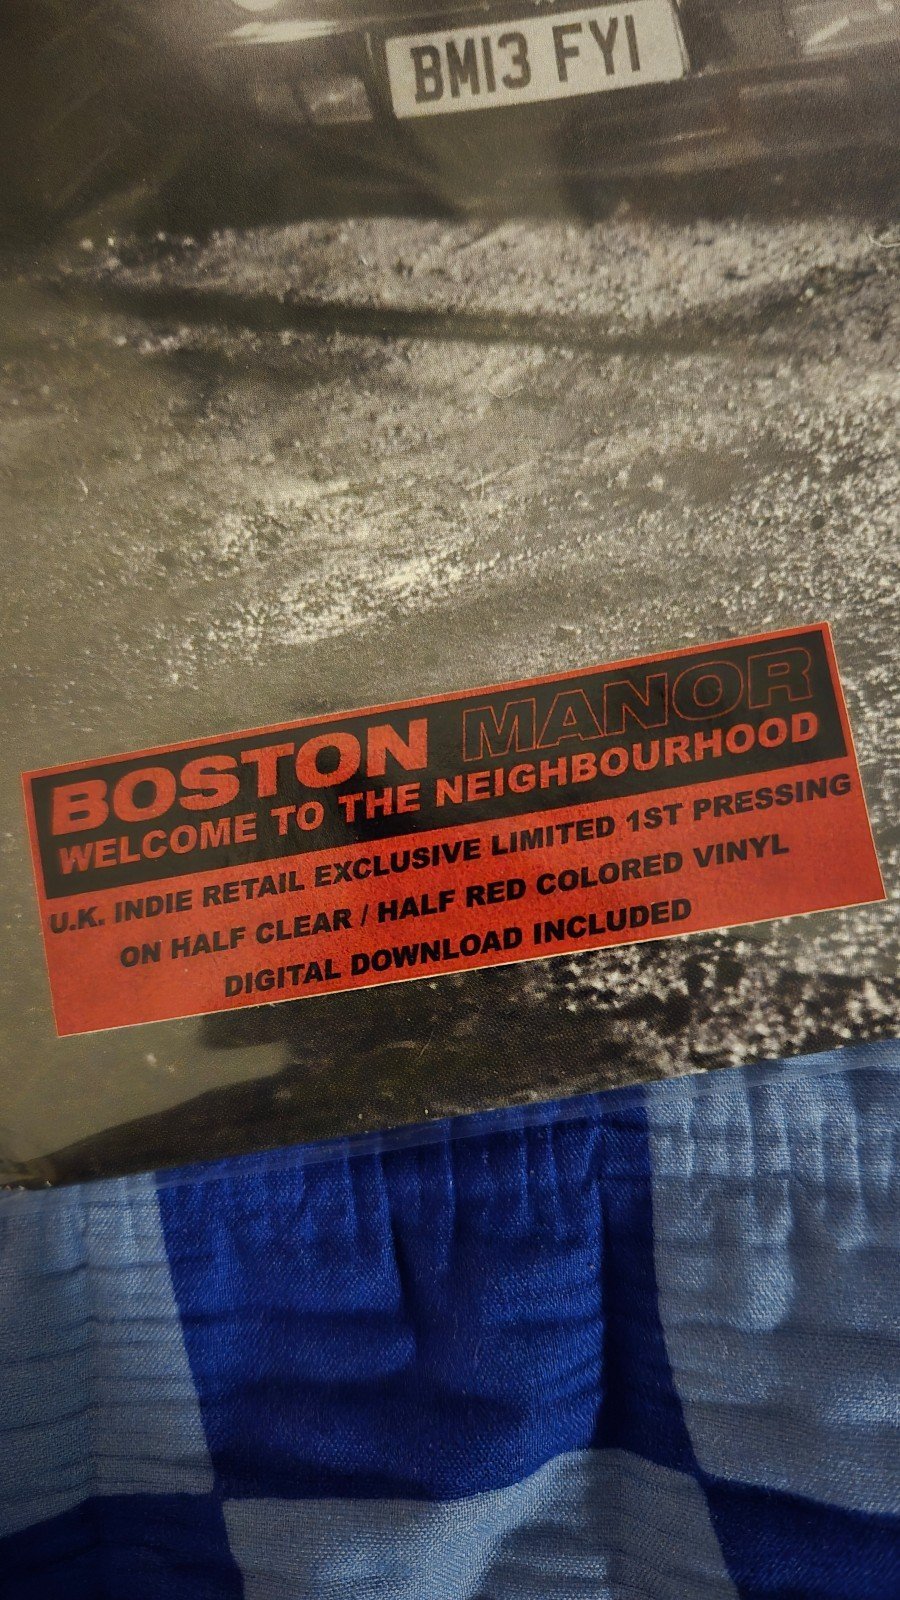 BM13 FYI
BOSTON MANOR
WELCOME TO THE NEIGHBOURHOOD
U.K. INDIE RETAIL EXCLUSIVE LIMITED 1ST PRESSING
ON HALF CLEAR / HALF RED COLORED VINYL
DIGITAL DOWNLOAD INCLUDED